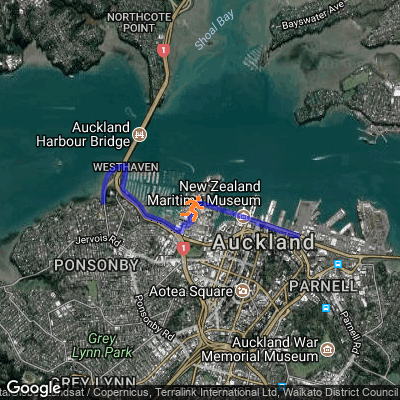 NORTHCOTE
POINT
1
Shoal Bay
Bayswater Ave
Auckland
Harbour Bridge
WESTHAVEN
New Zealand
Maritime Museum
Jervois Rd
1
Auckland
PONSONBY
Aotea Square
PARNELL
Ponsonby Rd
Parnell Rd
Grey
Lynn Park
Auckland War
Memorial Museum
GREY LYNN
Google
Landsat / Copernicus, Terralink International Ltd, Waikato District Council